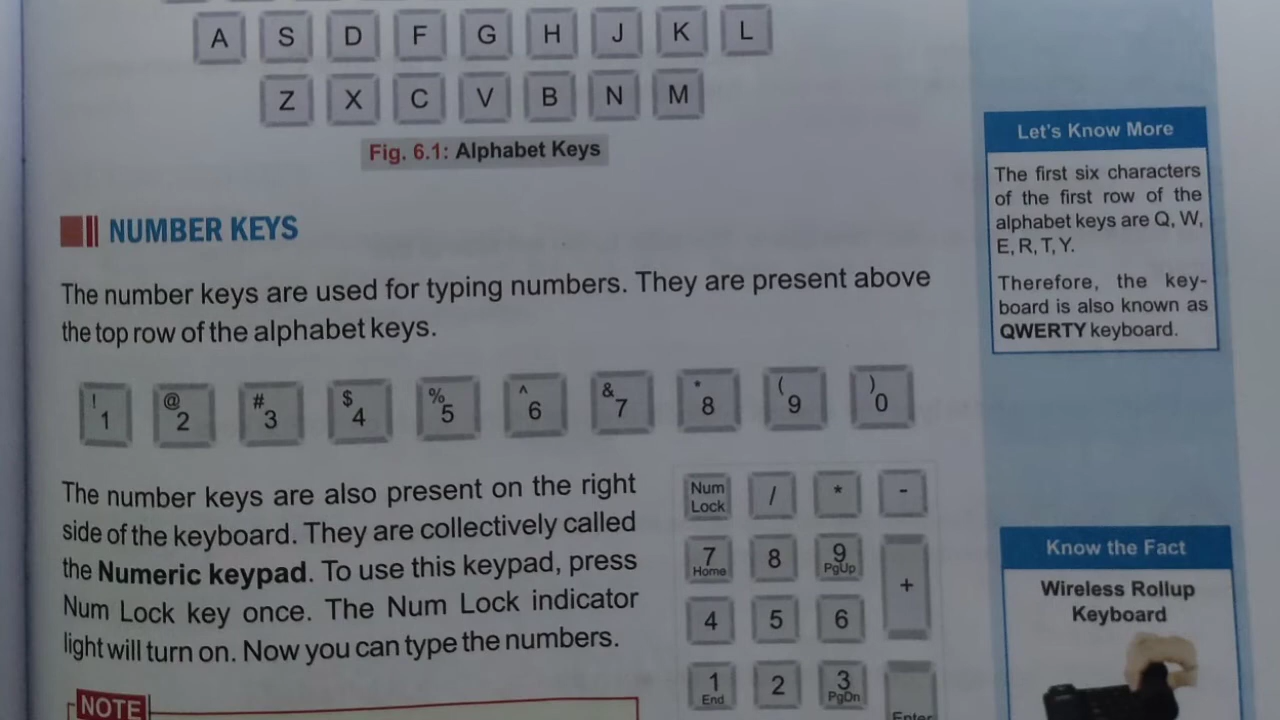 A S D F G H J K L
Z X C V B N M
Fig. 6.1: Alphabet Keys
NUMBER KEYS
The number keys are used for typing numbers. They are present above
the top row of the alphabet keys.
! @ # $ % ^ & * ( )
1 2 3 4 5 6 7 8 9 0
The number keys are also present on the right
side of the keyboard. They are collectively called
the Numeric keypad. To use this keypad, press
Num Lock key once. The Num Lock indicator
light will turn on. Now you can type the numbers.
NOTE
Num / * -
Lock
7 8 9 +
Home PgUp
4 5 6
1 2 3
End PgDn
Enter
Let's Know More
The first six characters
of the first row of the
alphabet keys are Q, W,
E, R, T, Y.
Therefore, the key-
board is also known as
QWERTY keyboard.
Know the Fact
Wireless Rollup
Keyboard